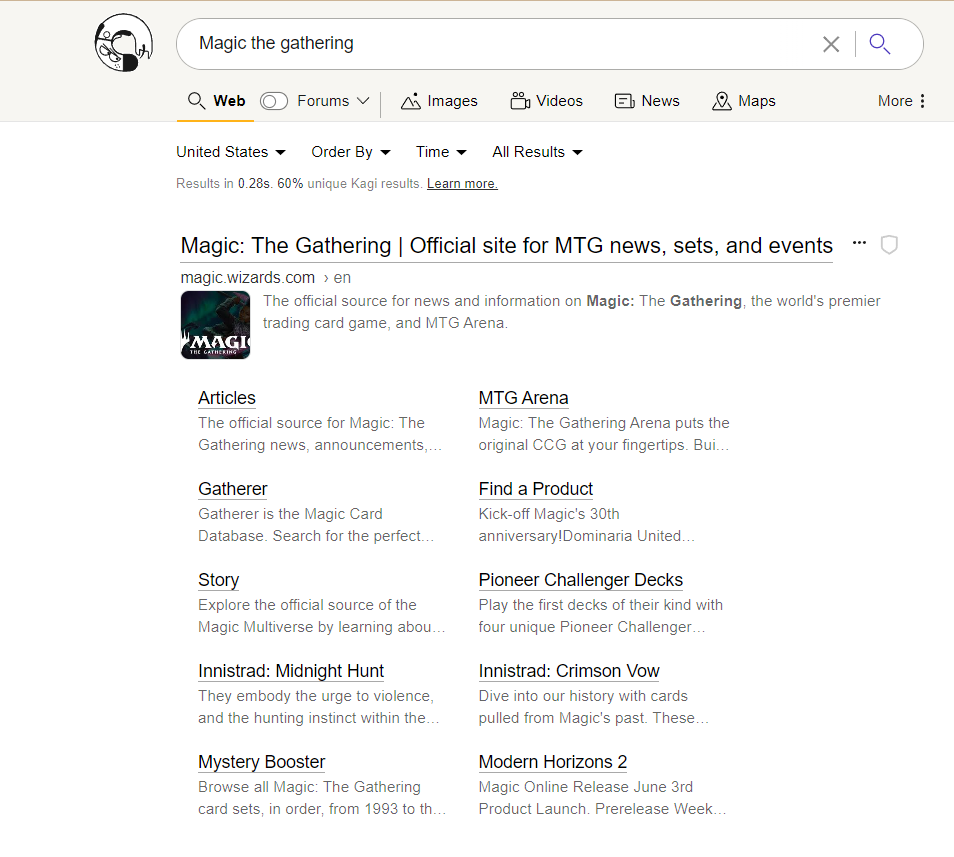 Magic the gathering
Web Forums Images Videos News Maps More
United States Order By Time All Results
Results in 0.28s. 60% unique Kagi results. Learn more.
Magic: The Gathering | Official site for MTG news, sets, and events
magic.wizards.com › en
The official source for news and information on Magic: The Gathering, the world's premier
trading card game, and MTG Arena.
MAGIC
THE GATHERING
Articles
The official source for Magic: The
Gathering news, announcements,…
MTG Arena
Magic: The Gathering Arena puts the
original CCG at your fingertips. Bui…
Gatherer
Gatherer is the Magic Card
Database. Search for the perfect…
Find a Product
Kick-off Magic's 30th
anniversary!Dominaria United…
Story
Explore the official source of the
Magic Multiverse by learning abou…
Pioneer Challenger Decks
Play the first decks of their kind with
four unique Pioneer Challenger…
Innistrad: Midnight Hunt
They embody the urge to violence,
and the hunting instinct within the…
Innistrad: Crimson Vow
Dive into our history with cards
pulled from Magic's past. These…
Mystery Booster
Browse all Magic: The Gathering
card sets, in order, from 1993 to th…
Modern Horizons 2
Magic Online Release June 3rd
Product Launch. Prerelease Week…